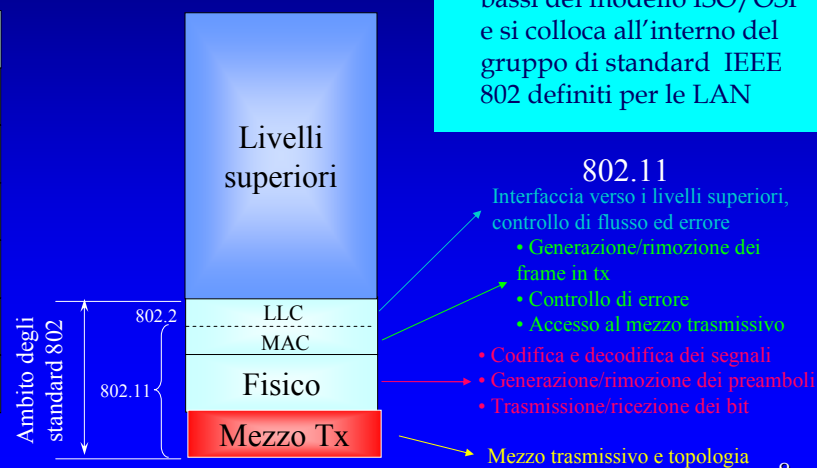 bassi del modello ISO/OSI
e si colloca all'interno del
gruppo di standard IEEE
802 definiti per le LAN
Livelli
superiori
802.11
Interfaccia verso i livelli superiori,
controllo di flusso ed errore
• Generazione/rimozione dei
frame in tx
• Controllo di errore
• Accesso al mezzo trasmissivo
Ambito degli
standard 802
802.2
LLC
MAC
802.11
Fisico
• Codifica e decodifica dei segnali
• Generazione/rimozione dei preamboli
• Trasmissione/ricezione dei bit
Mezzo Tx
Mezzo trasmissivo e topologia